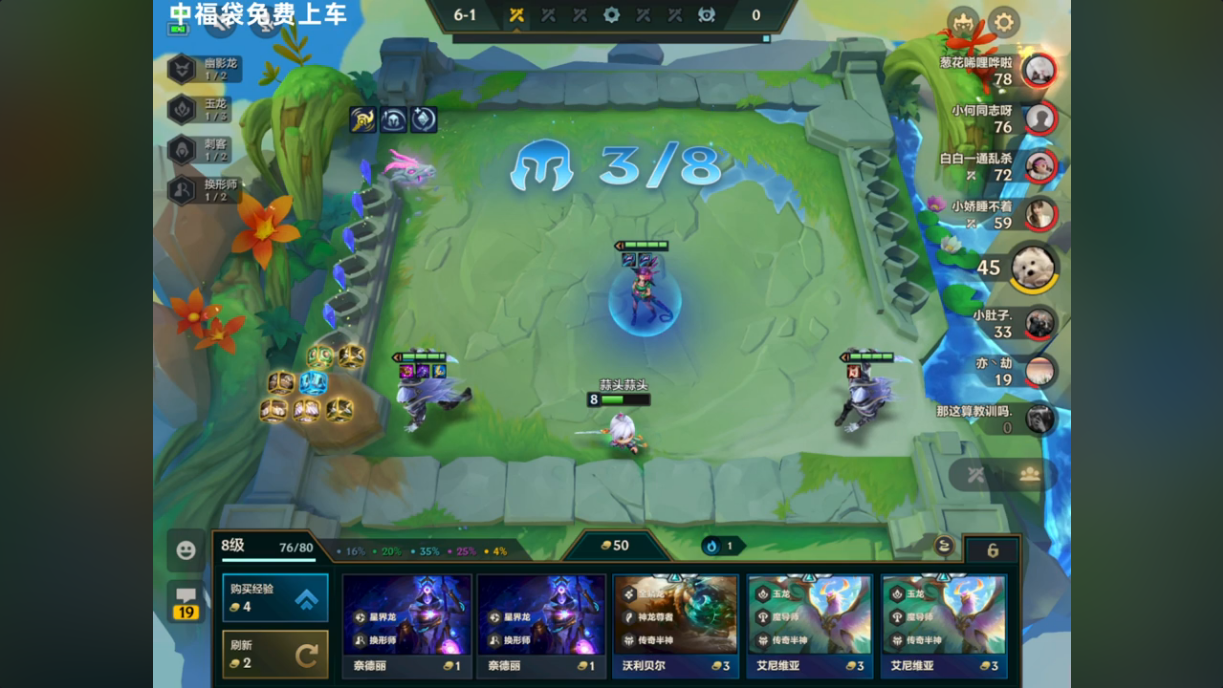 中福袋免费上车
6-1
0
幽影龙
1/2
玉龙
1/3
刺客
1/2
换形师
1/2
3/8
葱花唏哩哗啦
78
小何同志呀
76
白白一通乱杀
72
小娇睡不着
59
45
小肚子.
33
亦丶劫
19
那这算教训吗.
0
蒜头蒜头
8
8级
76/80
16%
20%
35%
25%
4%
50
1
6
购买经验
4
刷新
2
19
星界龙
换形师
奈德丽
1
星界龙
换形师
奈德丽
1
神龙尊者
传奇半神
沃利贝尔
3
玉龙
魔导师
传奇半神
艾尼维亚
3
玉龙
魔导师
传奇半神
艾尼维亚
3